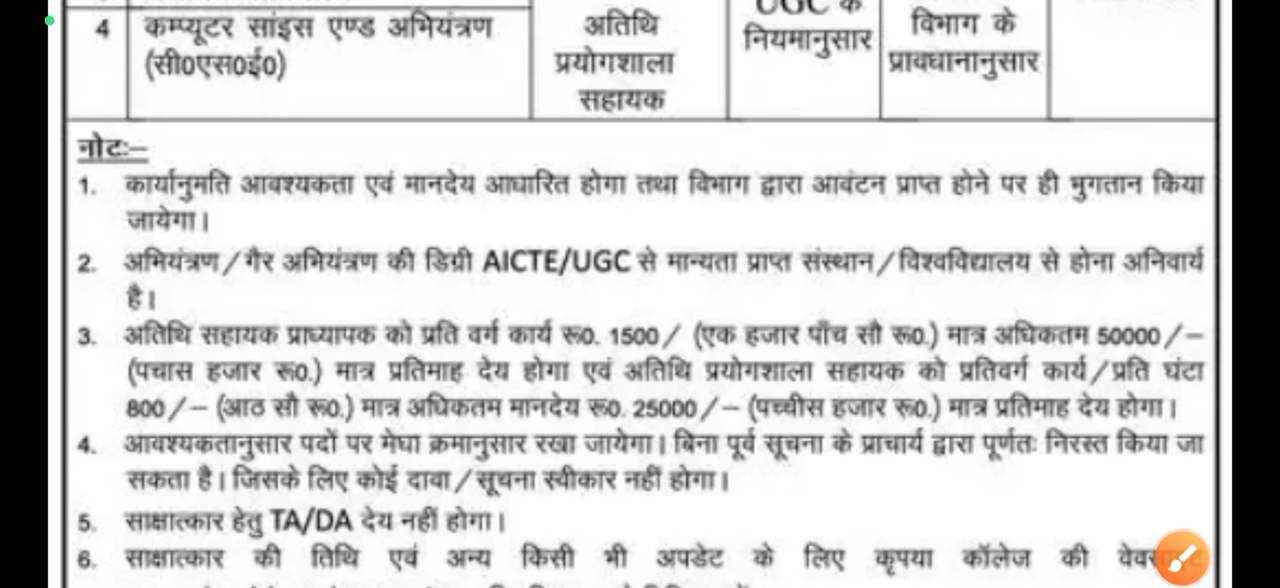 4 कम्प्यूटर सांइस एण्ड अभियंत्रण
(सी0एस0ई0)
अतिथि
प्रयोगशाला
सहायक
UGC के
नियमानुसार
विभाग के
प्रावधानानुसार
नोटः–
1. कार्यानुमति आवश्यकता एवं मानदेय आधारित होगा तथा विभाग द्वारा आवंटन प्राप्त होने पर ही भुगतान किया
जायेगा।
2. अभियंत्रण/गैर अभियंत्रण की डिग्री AICTE/UGC से मान्यता प्राप्त संस्थान/विश्वविद्यालय से होना अनिवार्य
है।
3. अतिथि सहायक प्राध्यापक को प्रति वर्ग कार्य रू0. 1500/ (एक हजार पाँच सौ रू0.) मात्र अधिकतम 50000/–
(पचास हजार रू0.) मात्र प्रतिमाह देय होगा एवं अतिथि प्रयोगशाला सहायक को प्रतिवर्ग कार्य/प्रति घंटा
800/– (आठ सौ रू0.) मात्र अधिकतम मानदेय रू0. 25000/– (पच्चीस हजार रू0.) मात्र प्रतिमाह देय होगा।
4. आवश्यकतानुसार पदों पर मेघा क्रमानुसार रखा जायेगा। बिना पूर्व सूचना के प्राचार्य द्वारा पूर्णतः निरस्त किया जा
सकता है। जिसके लिए कोई दावा/सूचना स्वीकार नहीं होगा।
5. साक्षात्कार हेतु TA/DA देय नहीं होगा।
6. साक्षात्कार की तिथि एवं अन्य किसी भी अपडेट के लिए कृपया कॉलेज की